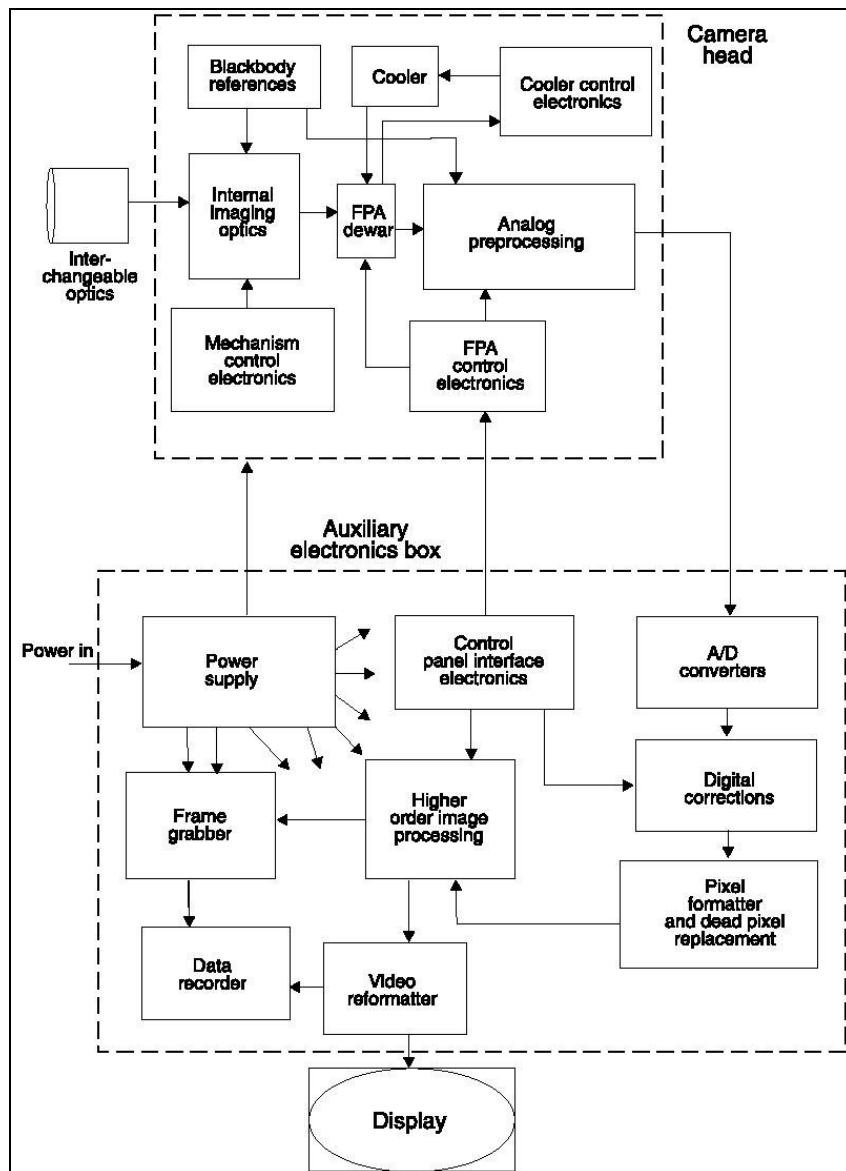 Camera
head
Blackbody
references
Cooler
Cooler control
electronics
Internal
imaging
optics
FPA
dewar
Analog
preprocessing
Inter-
changeable
optics
Mechanism
control
electronics
FPA
control
electronics
Auxiliary
electronics box
Power in
Power
supply
Control
panel interface
electronics
A/D
converters
Frame
grabber
Higher
order image
processing
Digital
corrections
Pixel
formatter
and dead pixel
replacement
Data
recorder
Video
reformatter
Display